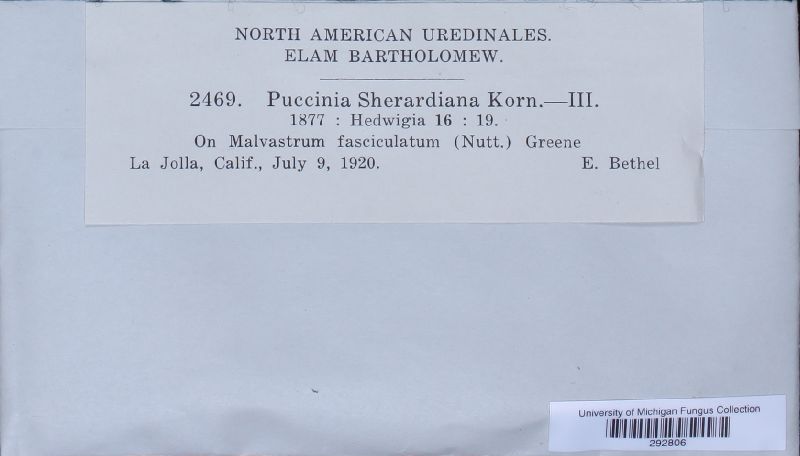 NORTH AMERICAN UREDINALES.
ELAM BARTHOLOMEW.
2469. Puccinia Sherardiana Korn.—III.
1877 : Hedwigia 16 : 19.
On Malvastrum fasciculatum (Nutt.) Greene
La Jolla, Calif., July 9, 1920. E. Bethel
University of Michigan Fungus Collection
292806